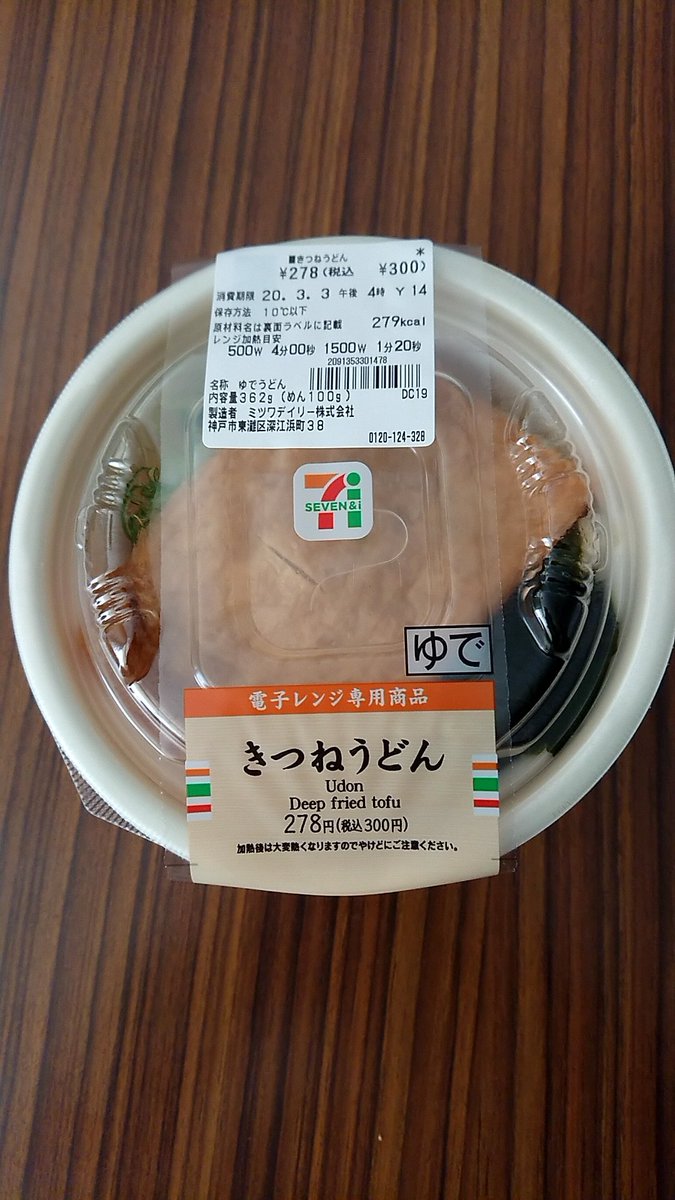 ■きつねうどん *
¥278(税込 ¥300)
消費期限 20. 3. 3 午後 4時 Y 14
保存方法 10℃以下
原材料名は裏面ラベルに記載 279kcal
レンジ加熱目安
500W 4分00秒 1500W 1分20秒
2091353301478
名称 ゆでうどん
内容量362g(めん100g) DC19
製造者 ミツワデイリー株式会社
神戸市東灘区深江浜町38
0120-124-328
7i
SEVEN&i
ゆで
電子レンジ専用商品
きつねうどん
Udon
Deep fried tofu
278円(税込300円)
加熱後は大変熱くなりますのでやけどにご注意ください。